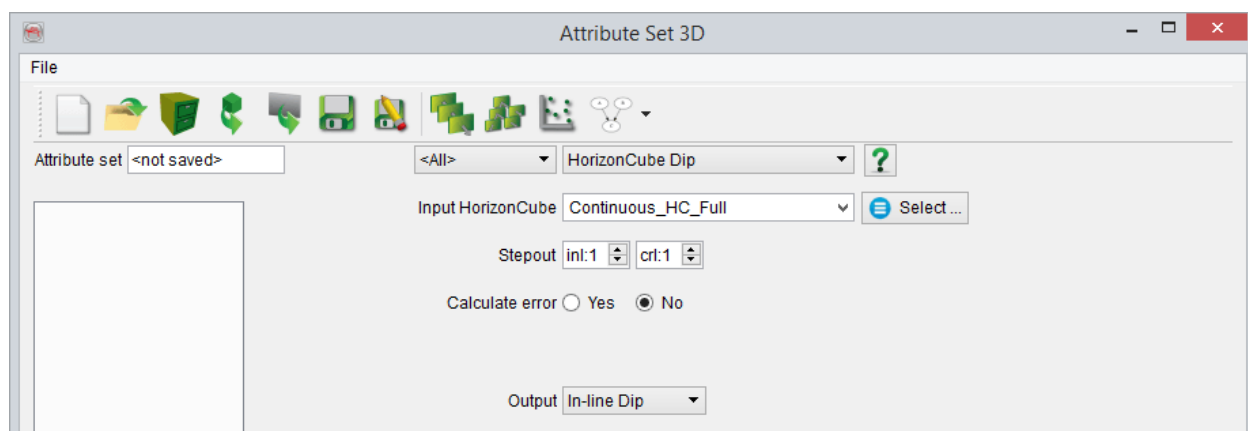 Attribute Set 3D
File
Attribute set <not saved> <All> HorizonCube Dip ?
Input HorizonCube Continuous_HC_Full Select ...
Stepout inl:1 crl:1
Calculate error Yes No
Output In-line Dip